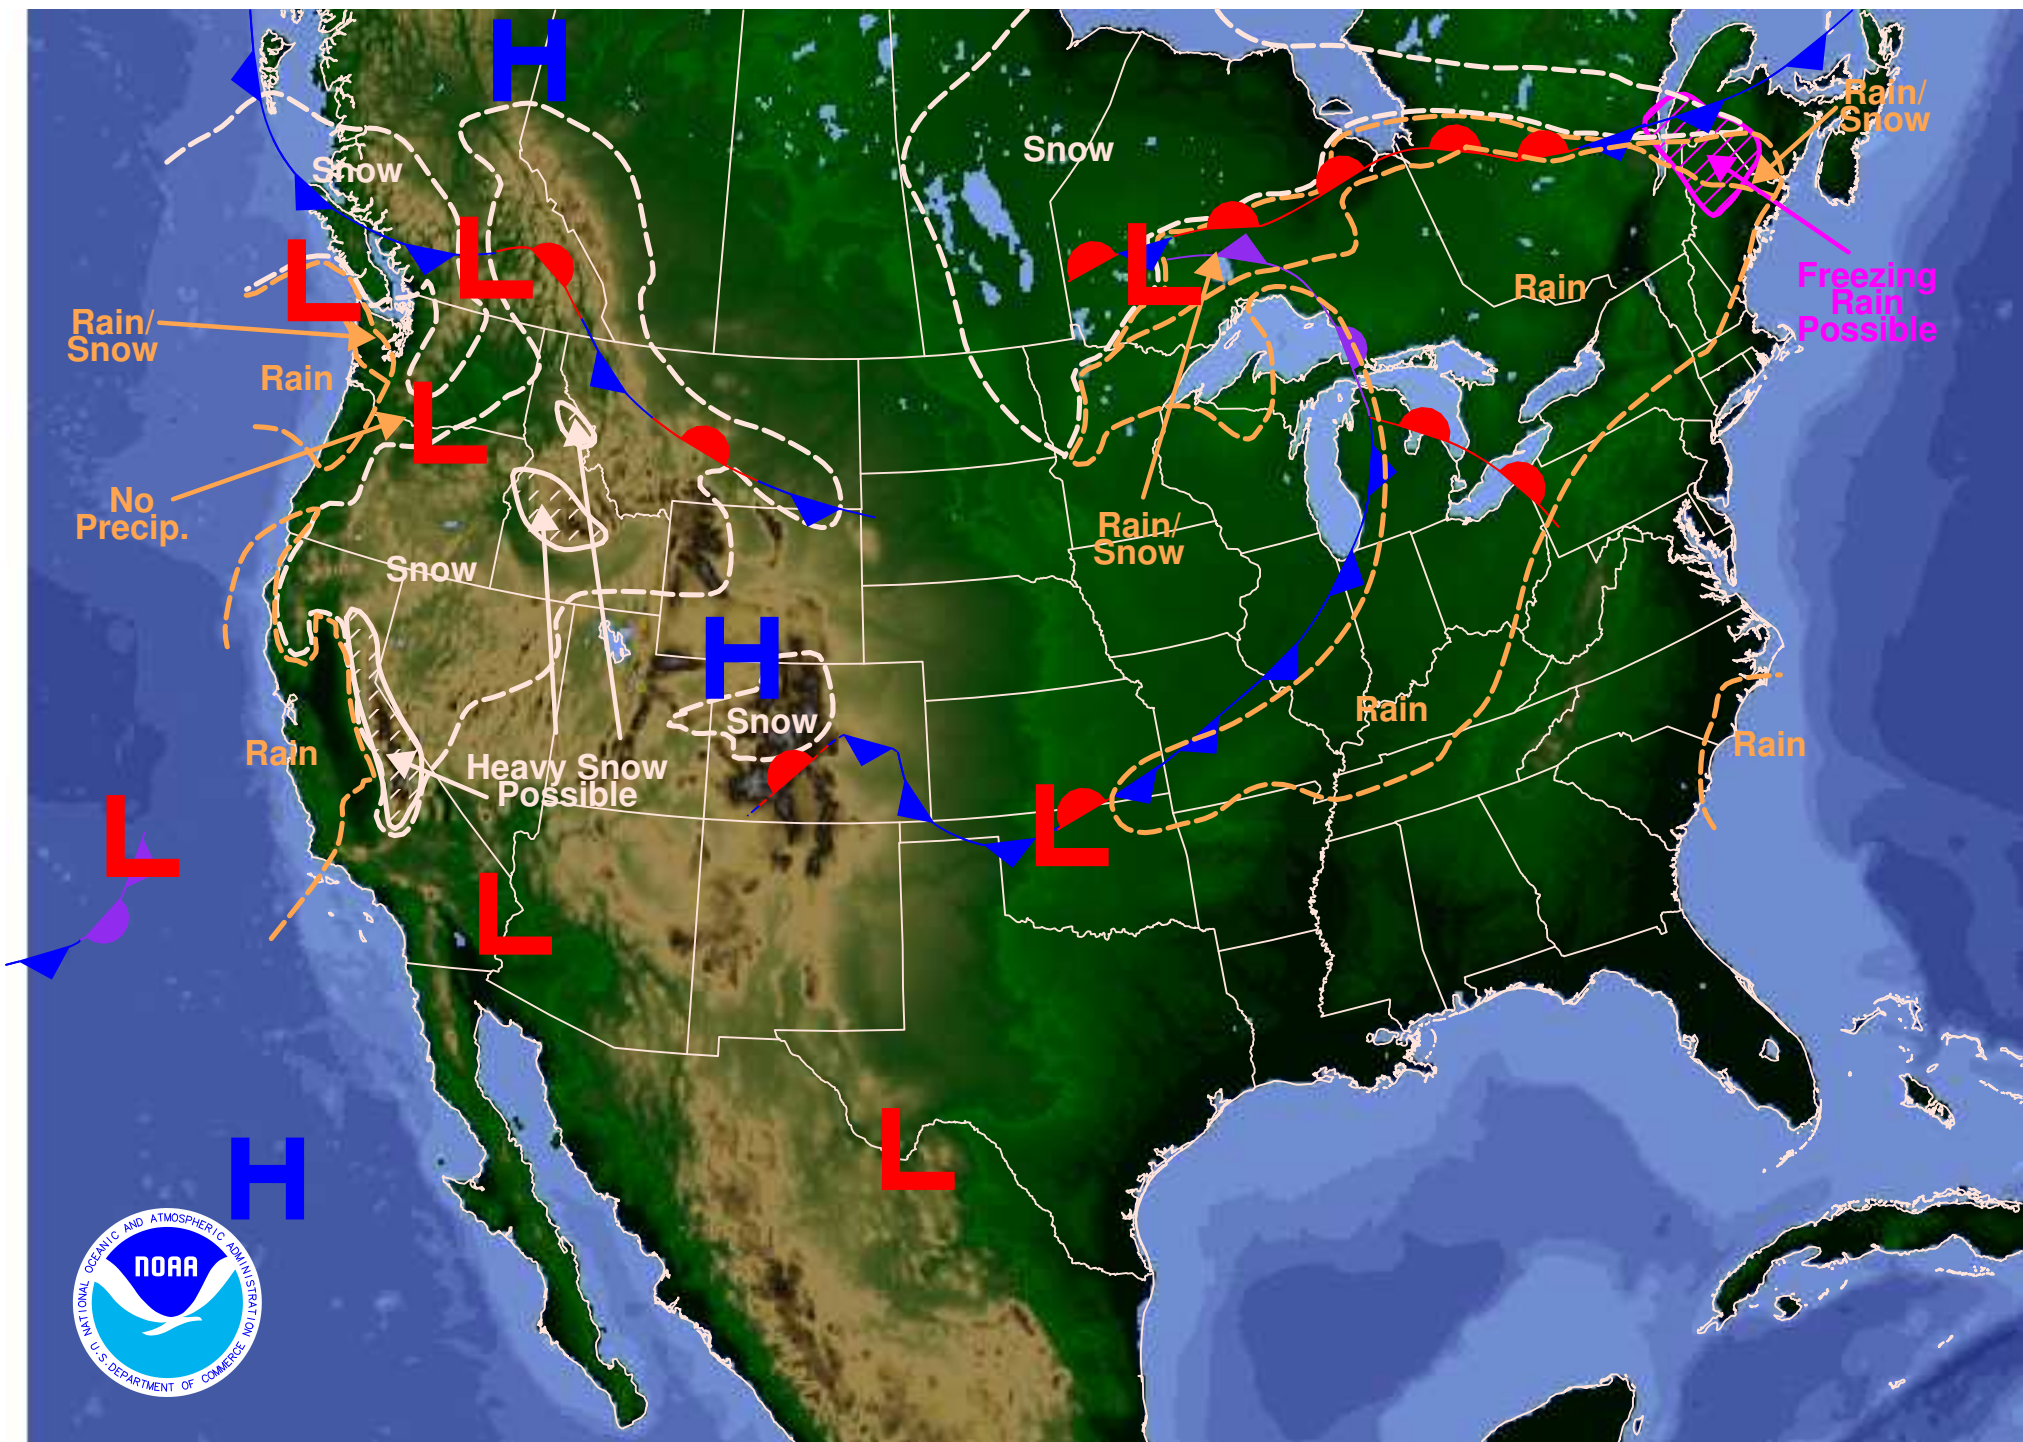 H
Rain/
Snow
Snow
Snow
L
L
L
Freezing
Rain
Possible
Rain
Rain/
Snow
Rain
L
No
Precip.
Rain/
Snow
Snow
H
Snow
Rain
Rain
Rain
Heavy Snow
Possible
L
L
L
L
H
NATIONAL OCEANIC AND ATMOSPHERIC ADMINISTRATION
NOAA
U.S. DEPARTMENT OF COMMERCE